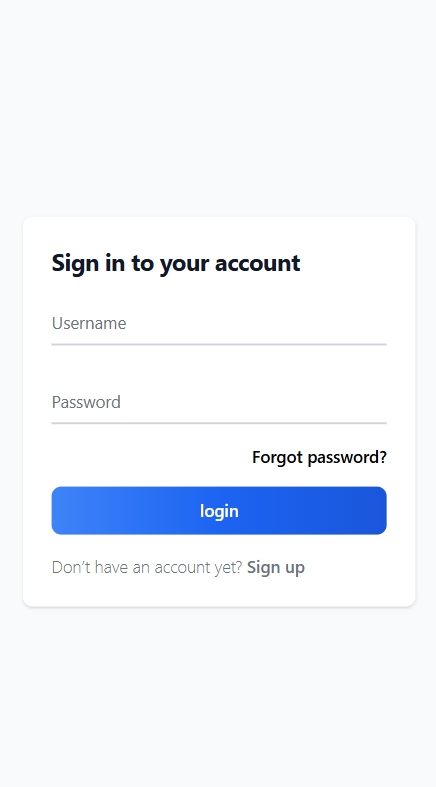 Sign in to your account
Username
Password
Forgot password?
login
Don't have an account yet? Sign up